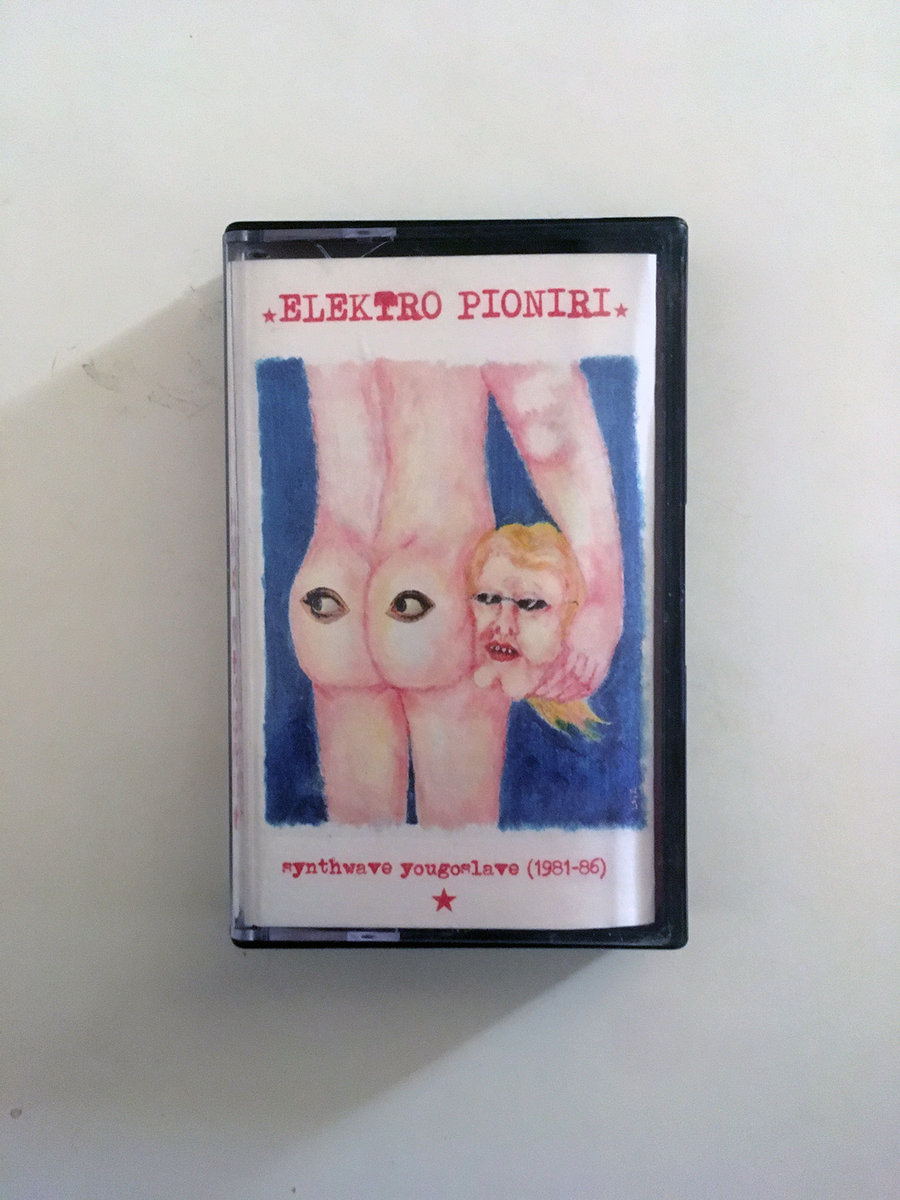 ★ELEKTRO PIONIRI★
synthwave yougoslave (1981-86)
★